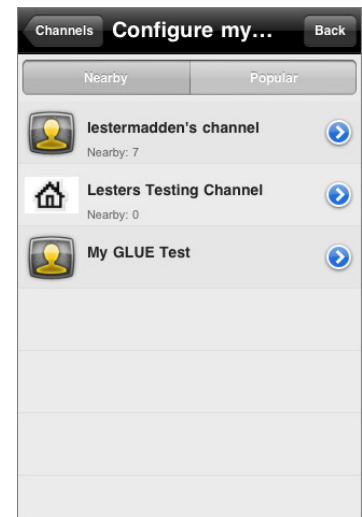 Channels Configure my... Back
Nearby Popular
lestermadden's channel
Nearby: 7
Lesters Testing Channel
Nearby: 0
My GLUE Test